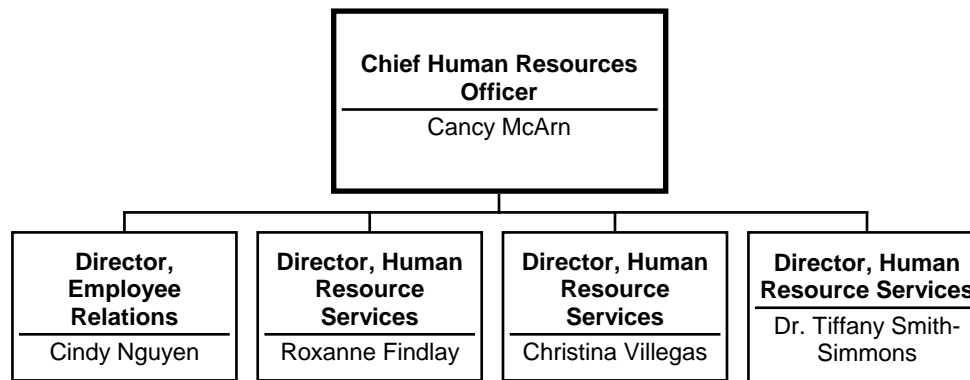 Chief Human Resources
Officer
Cancy McArn
Director,
Employee
Relations
Cindy Nguyen
Director, Human
Resource
Services
Roxanne Findlay
Director, Human
Resource
Services
Christina Villegas
Director, Human
Resource Services
Dr. Tiffany Smith-
Simmons